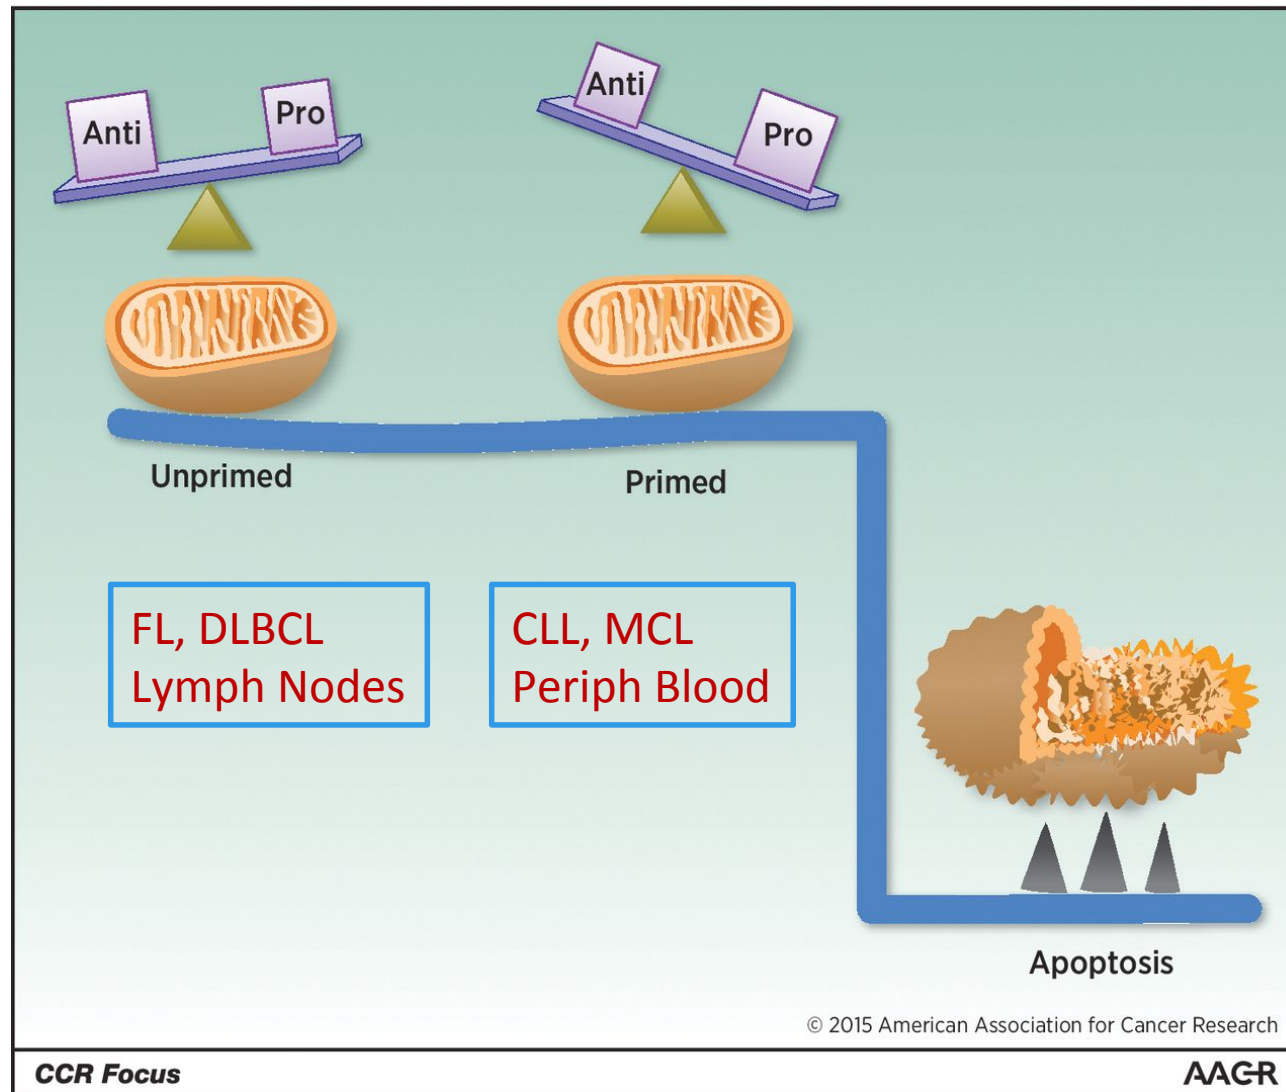 Anti
Pro
Anti
Pro
Unprimed
Primed
FL, DLBCL
Lymph Nodes
CLL, MCL
Periph Blood
Apoptosis
© 2015 American Association for Cancer Research
CCR Focus
AACR